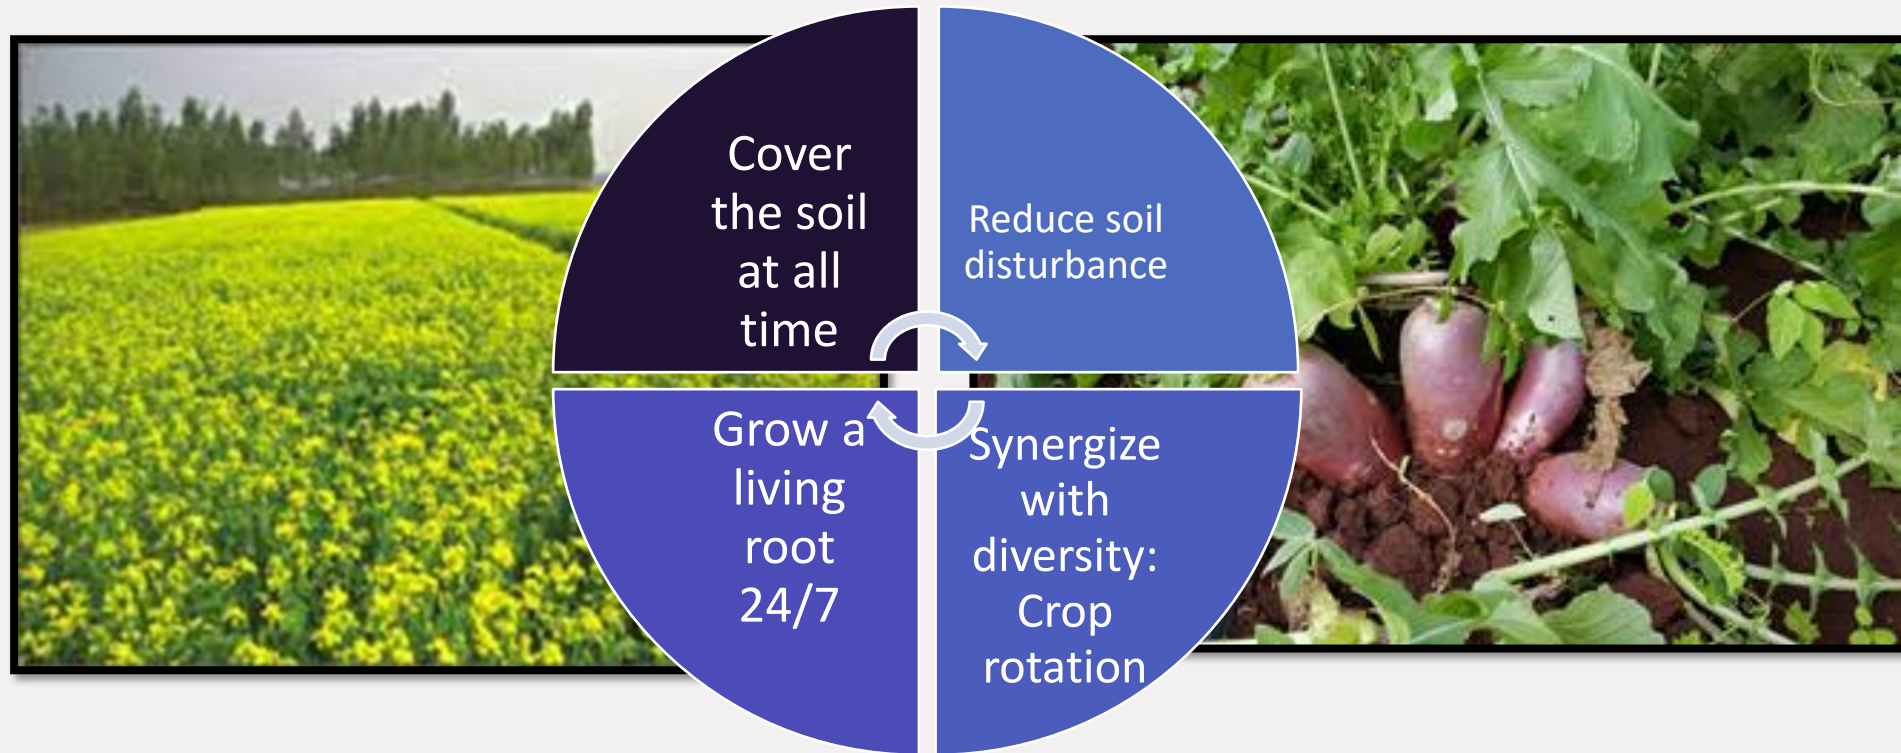 Cover
the soil
at all
time
Reduce soil
disturbance
Grow a
living
root
24/7
Synergize
with
diversity:
Crop
rotation